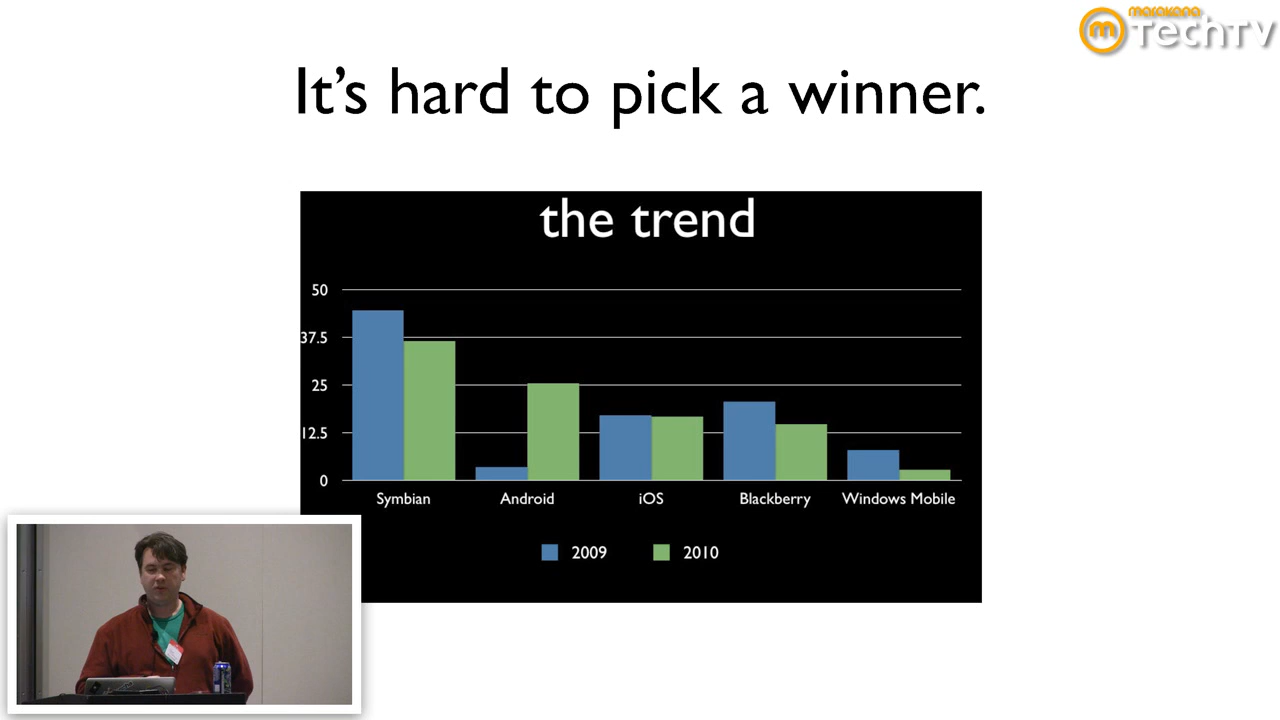 marakana
TechTV
It's hard to pick a winner.
the trend
50
37.5
25
12.5
0
Symbian Android iOS Blackberry Windows Mobile
2009 2010